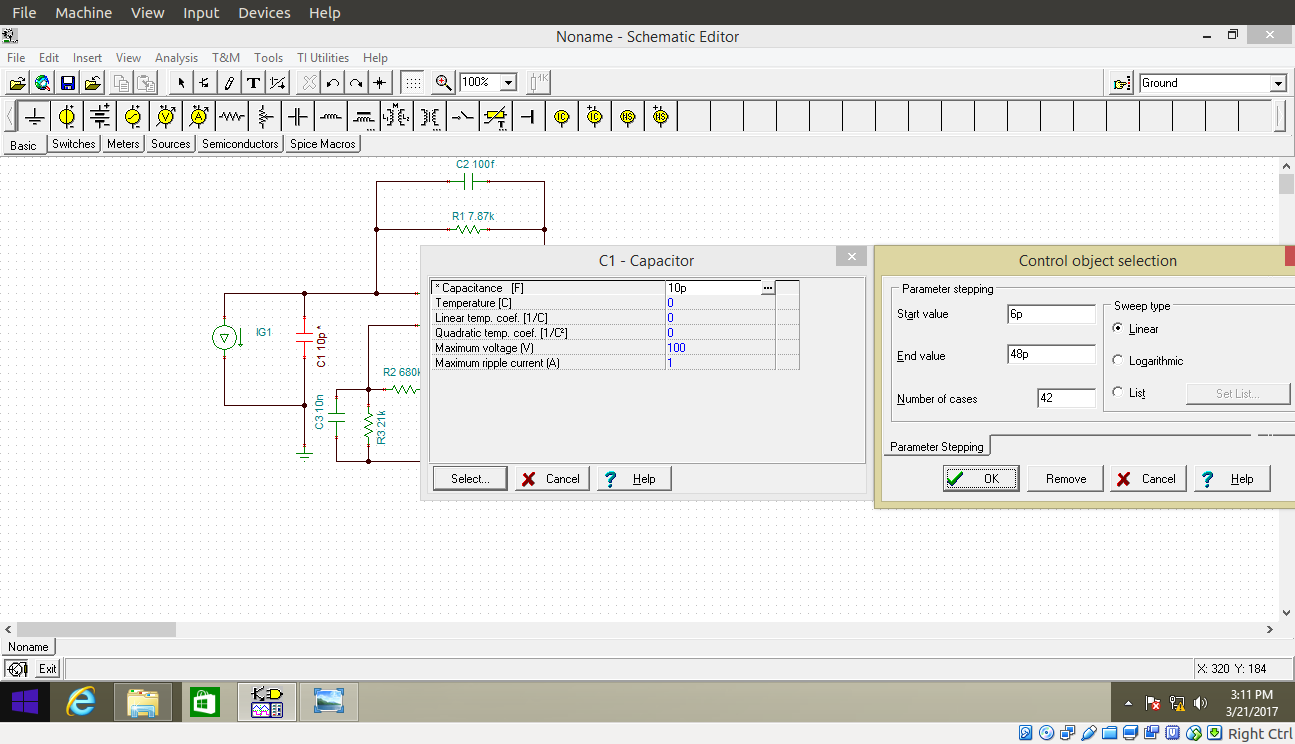 File Machine View Input Devices Help
Noname - Schematic Editor
File Edit Insert View Analysis T&M Tools TI Utilities Help
T 100% 1K Ground
V A M IC IC NS NS
Basic Switches Meters Sources Semiconductors Spice Macros
C2 100f
R1 7.87k
IG1
C1 10p *
R2 680k
C3 10n
R3 21k
C1 - Capacitor
* Capacitance [F] 10p ...
Temperature [C] 0
Linear temp. coef. [1/C] 0
Quadratic temp. coef. [1/C²] 0
Maximum voltage (V) 100
Maximum ripple current (A) 1
Select... Cancel ? Help
Control object selection
Parameter stepping
Start value 6p
End value 48p
Number of cases 42
Sweep type
Linear
Logarithmic
List Set List...
Parameter Stepping
OK Remove Cancel ? Help
Noname
Exit X: 320 Y: 184
3:11 PM
3/21/2017
Right Ctrl